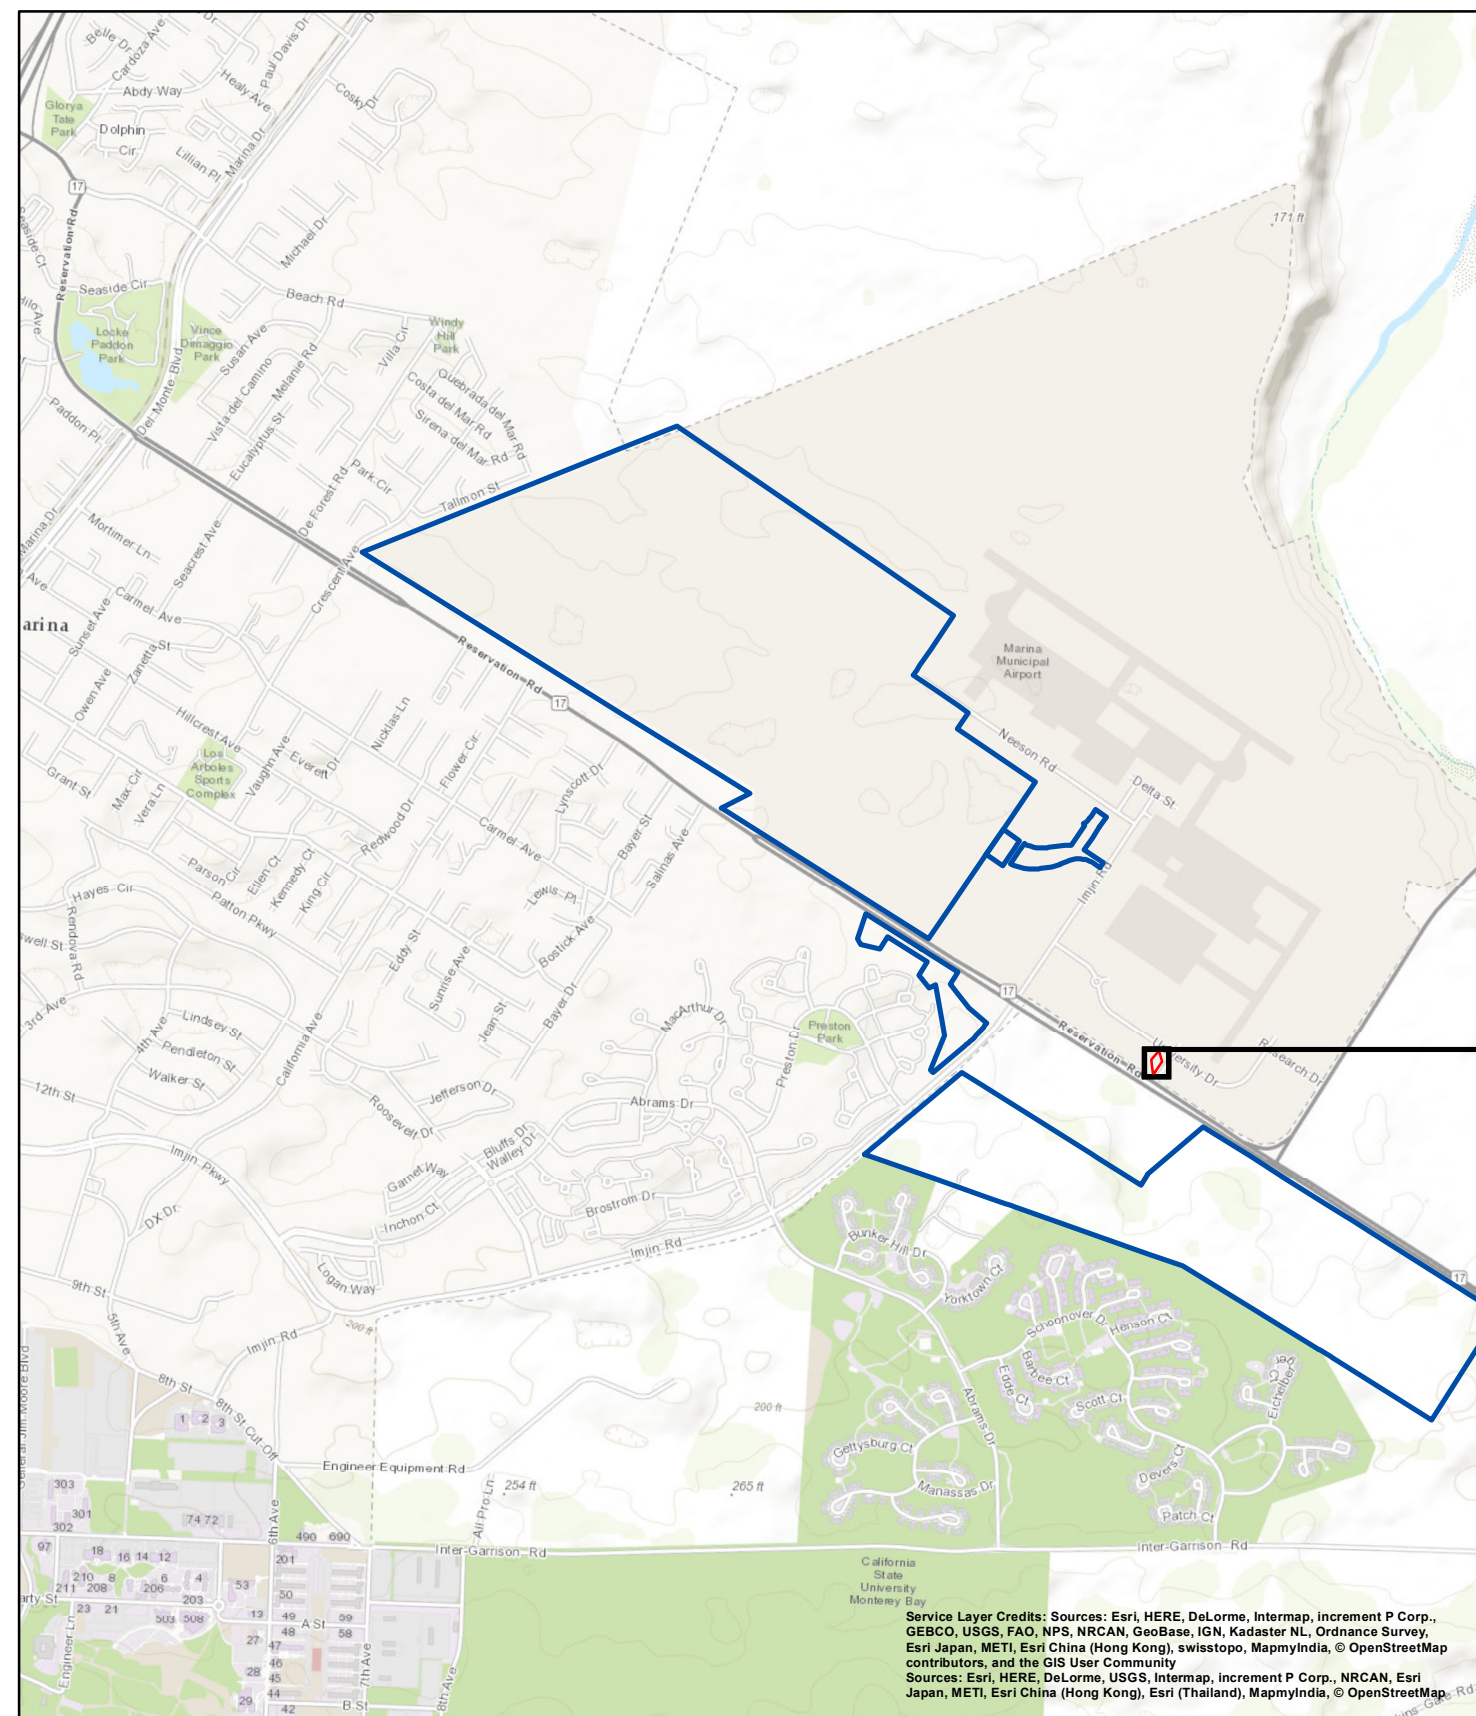 Belle Dr
Cardoza Ave
Paul Davis Dr
Healy Ave
Abdy Way
Cosky Dr
Glorya
Tate
Park
Dolphin
Cir
Lillian Pl
Marina Dr
17
Reservation Rd
Seaside Ct
Michael Dr
171 ft
Seaside Cir
Beach Rd
Hilo Ave
Locke
Paddon
Park
Vince
Dimaggio
Park
Windy
Hill
Park
Susan Ave
Villa Cir
Melanie Rd
Vista del Camino
Del Monte Blvd
Costa del Mar Rd
Quebrada del Mar Rd
Sirena del Mar Rd
Paddon Pl
Eucalyptus St
De Forest Rd
Park Cir
Tallmon St
Marina Dr
Mortimer Ln
Seacrest Ave
Crescent Ave
Ave
Carmel Ave
Sunset Ave
arina
Zanetta St
Reservation Rd
Marina
Municipal
Airport
Owen Ave
17
Hillcrest Ave
Nicklas Ln
Neeson Rd
Los
Arboles
Sports
Complex
Vaughn Ave
Everett Dr
Flower Cir
Grant St
Max Cir
Vera Ln
Lynscott Dr
Delta St
Redwood Dr
Carmel Ave
Bayer St
Salinas Ave
Parson Cir
Ellen Ct
Kennedy Ct
King Cir
Hayes Cir
Patton Pkwy
Lewis Pl
Imjin Rd
Rendova Rd
swell St
Eddy St
Bostick Ave
Sunrise Ave
3rd Ave
Lindsey St
Jean St
Bayer Dr
17
4th Ave
Pendleton St
California Ave
MacArthur Dr
Preston
Park
Preston Dr
Reservation Rd
University Dr
Research Dr
Walker St
12th St
Jefferson Dr
Abrams Dr
Roosevelt Dr
Bluffs Dr
Walley Dr
Imjin Pkwy
Gamet Way
Brostrom Dr
DX Dr
Inchon Ct
Imjin Rd
Bunker Hill Dr
Logan Way
Yorktown Ct
17
9th St
5th Ave
200 ft
Imjin Rd
Schoonover Dr
Henson Ct
General Jim Moore Blvd
8th St
8th St Cut-Off
Barbee Ct
Edde Ct
Scott Ct
Eichelberger Ct
Abrams Dr
200 ft
1 2 3
Gettysburg Ct
Engineer Equipment Rd
254 ft
265 ft
Devers Ct
Manassas Dr
303
301
302
74 72
6th Ave
All Pro Ln
Patch Ct
490 690
Inter-Garrison Rd
Inter-Garrison Rd
97
18 16 14 12
201
California
State
University
Monterey Bay
210 8 6 4
211 208 206
53
50
arty St
203
23 21
503 508
13
49
59
A St
48
58
27
47
Engineer Ln
46
28
45
7th Ave
8th Ave
44
29
42
B St
Service Layer Credits: Sources: Esri, HERE, DeLorme, Intermap, increment P Corp.,
GEBCO, USGS, FAO, NPS, NRCAN, GeoBase, IGN, Kadaster NL, Ordnance Survey,
Esri Japan, METI, Esri China (Hong Kong), swisstopo, MapmyIndia, © OpenStreetMap
contributors, and the GIS User Community
Sources: Esri, HERE, DeLorme, USGS, Intermap, increment P Corp., NRCAN, Esri
Japan, METI, Esri China (Hong Kong), Esri (Thailand), MapmyIndia, © OpenStreetMap